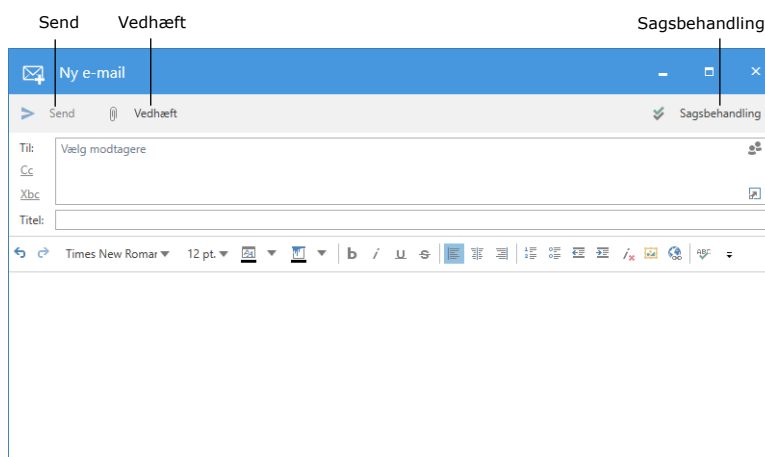 Send Vedhæft Sagsbehandling
Ny e-mail
Send Vedhæft Sagsbehandling
Til: Vælg modtagere
Cc
Xbc
Titel:
Times New Romar 12 pt. b i U S ABC